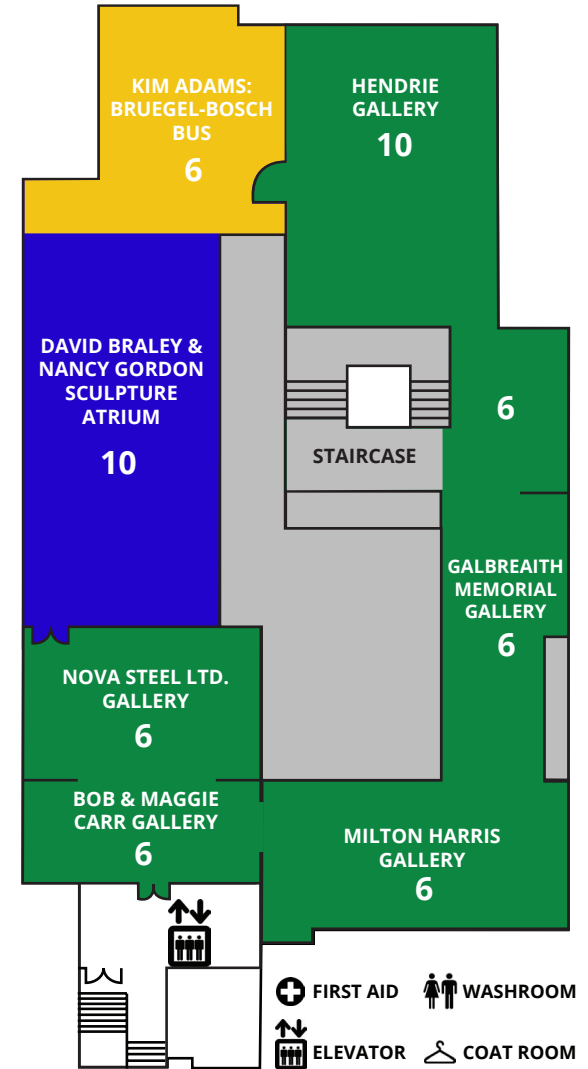 KIM ADAMS:
BRUEGEL-BOSCH
BUS
6
HENDRIE
GALLERY
10
DAVID BRALEY &
NANCY GORDON
SCULPTURE
ATRIUM
10
6
STAIRCASE
GALBREAITH
MEMORIAL
GALLERY
6
NOVA STEEL LTD.
GALLERY
6
BOB & MAGGIE
CARR GALLERY
6
MILTON HARRIS
GALLERY
6
FIRST AID
WASHROOM
ELEVATOR
COAT ROOM